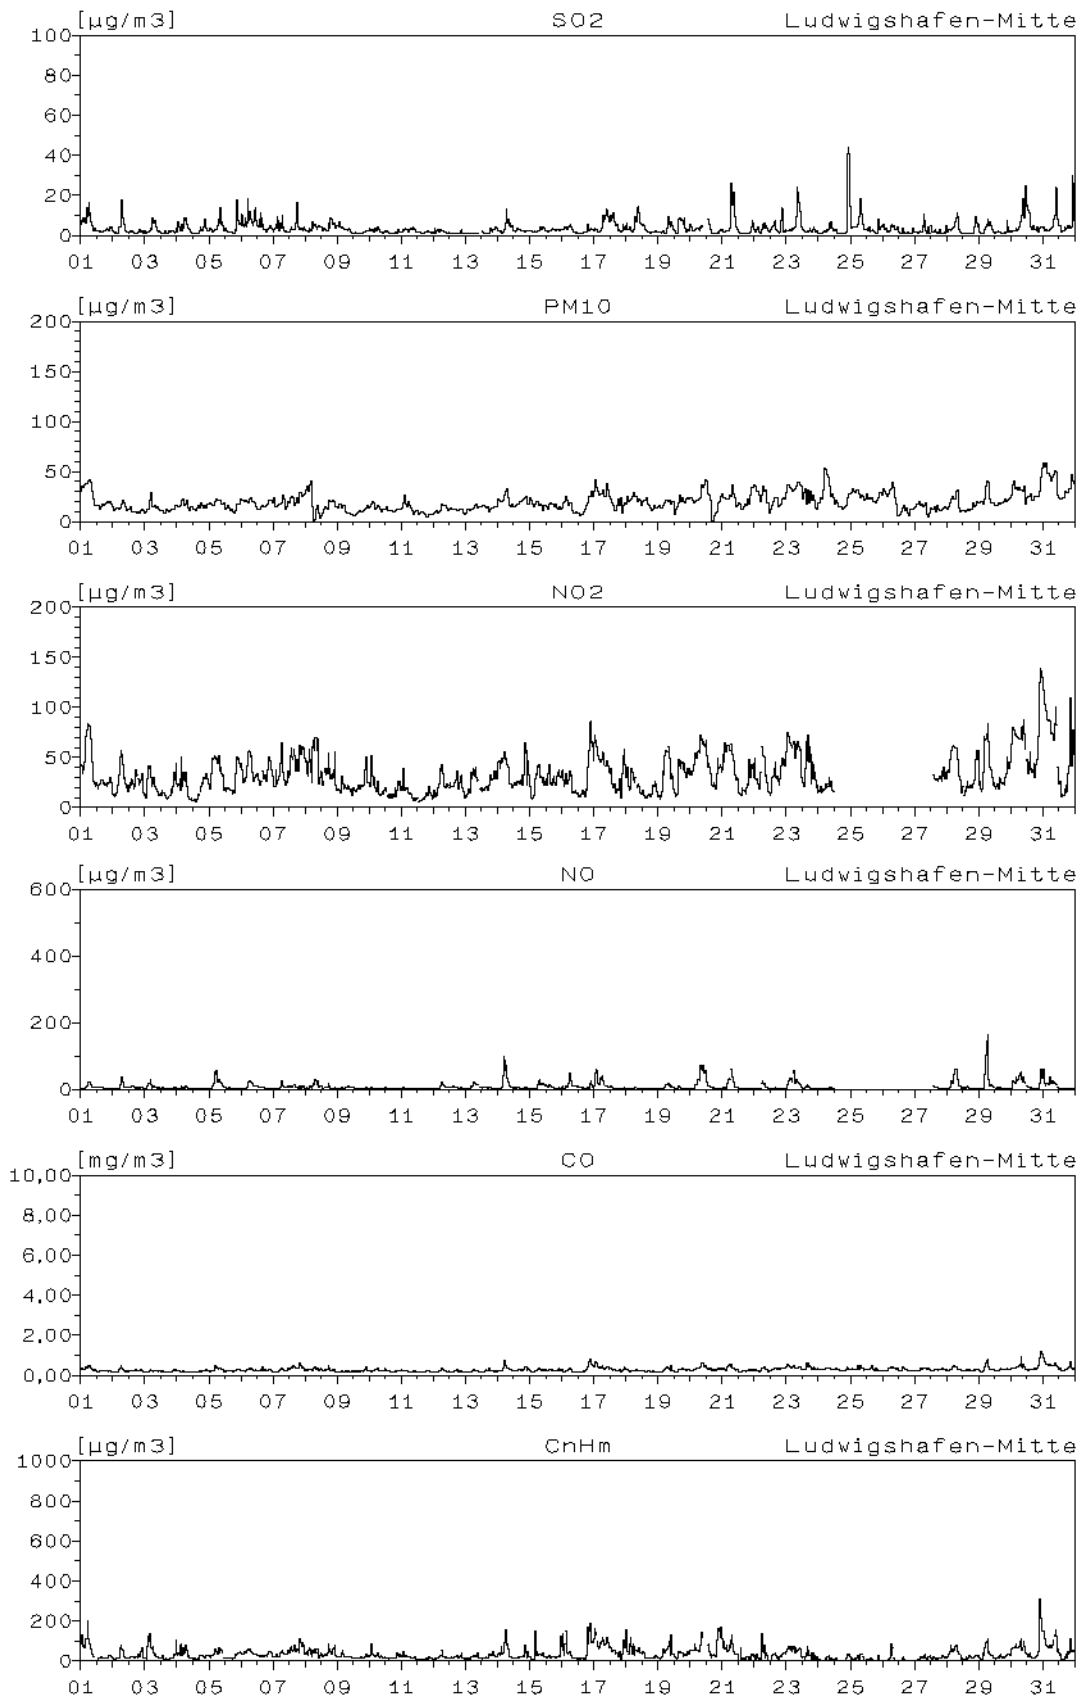 [µg/m3] SO2 Ludwigshafen-Mitte
100
80
60
40
20
0
01 03 05 07 09 11 13 15 17 19 21 23 25 27 29 31
[µg/m3] PM10 Ludwigshafen-Mitte
200
150
100
50
0
01 03 05 07 09 11 13 15 17 19 21 23 25 27 29 31
[µg/m3] NO2 Ludwigshafen-Mitte
200
150
100
50
0
01 03 05 07 09 11 13 15 17 19 21 23 25 27 29 31
[µg/m3] NO Ludwigshafen-Mitte
600
400
200
0
01 03 05 07 09 11 13 15 17 19 21 23 25 27 29 31
[mg/m3] CO Ludwigshafen-Mitte
10,00
8,00
6,00
4,00
2,00
0,00
01 03 05 07 09 11 13 15 17 19 21 23 25 27 29 31
[µg/m3] CnHm Ludwigshafen-Mitte
1000
800
600
400
200
0
01 03 05 07 09 11 13 15 17 19 21 23 25 27 29 31